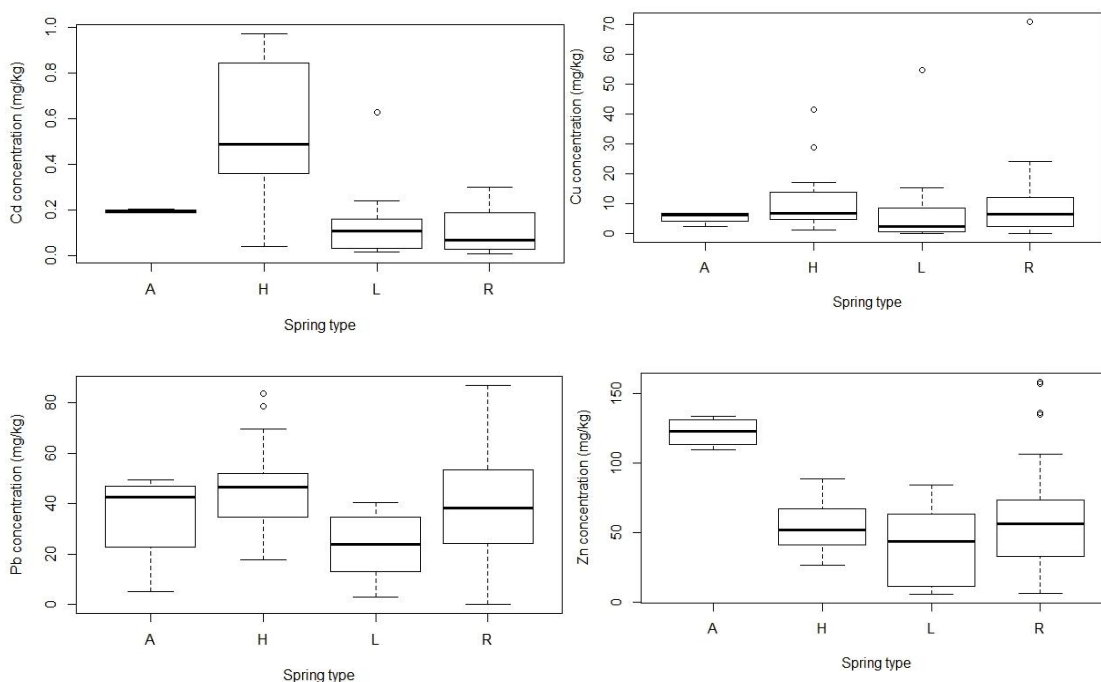 Cd concentration (mg/kg)
1.0
0.8
0.6
0.4
0.2
0.0
A H L R
Spring type
Cu concentration (mg/kg)
70
60
50
40
30
20
10
0
A H L R
Spring type
Pb concentration (mg/kg)
80
60
40
20
0
A H L R
Spring type
Zn concentration (mg/kg)
150
100
50
0
A H L R
Spring type